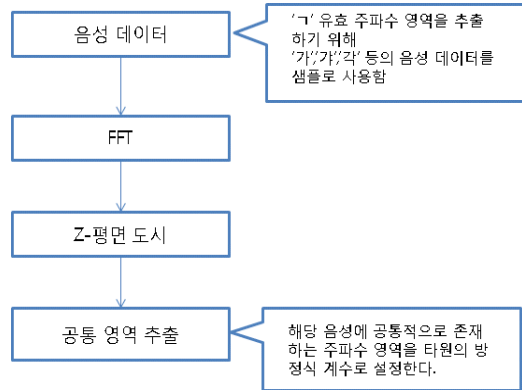 음성 데이터
'ㄱ' 유효 주파수 영역을 추출
하기 위해
'가','갸','각' 등의 음성 데이터를
샘플로 사용함
FFT
Z-평면 도시
공통 영역 추출
해당 음성에 공통적으로 존재
하는 주파수 영역을 타원의 방
정식 계수로 설정한다.